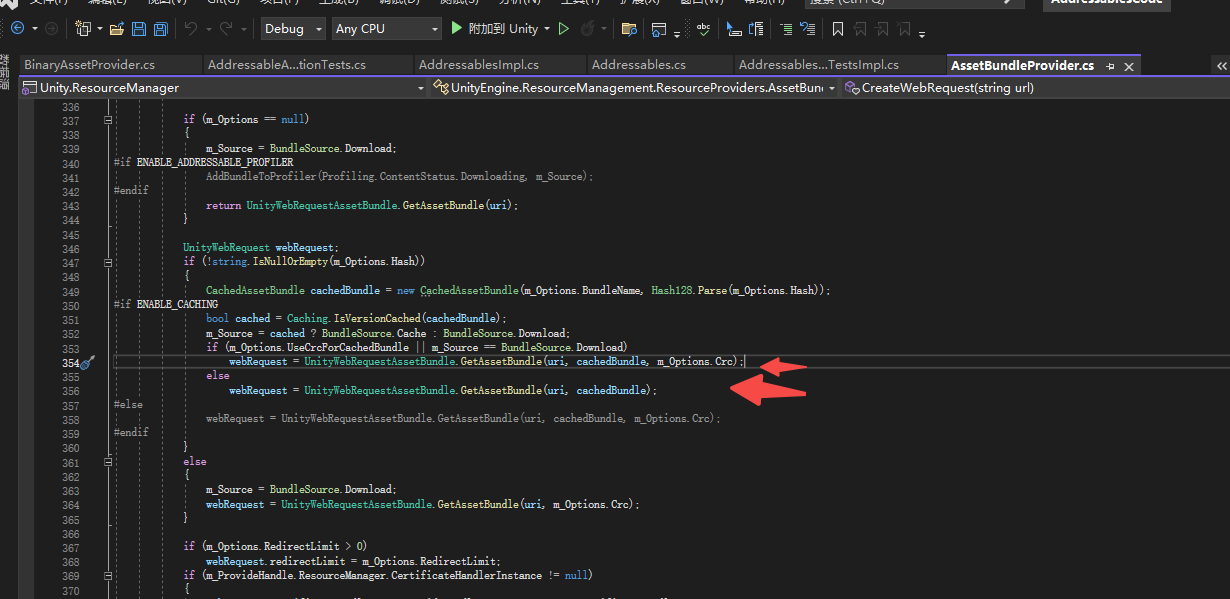 Debug
Any CPU
附加到 Unity
BinaryAssetProvider.cs
AddressableA...tionTests.cs
AddressablesImpl.cs
Addressables.cs
Addressables...TestsImpl.cs
AssetBundleProvider.cs
Unity.ResourceManager
UnityEngine.ResourceManagement.ResourceProviders.AssetBun
CreateWebRequest(string url)
336
337 if (m_Options == null)
338 {
339 m_Source = BundleSource.Download;
340 #if ENABLE_ADDRESSABLE_PROFILER
341 AddBundleToProfiler(Profiling.ContentStatus.Downloading, m_Source);
342 #endif
343 return UnityWebRequestAssetBundle.GetAssetBundle(uri);
344 }
345
346 UnityWebRequest webRequest;
347 if (!string.IsNullOrEmpty(m_Options.Hash))
348 {
349 CachedAssetBundle cachedBundle = new CachedAssetBundle(m_Options.BundleName, Hash128.Parse(m_Options.Hash));
350 #if ENABLE_CACHING
351 bool cached = Caching.IsVersionCached(cachedBundle);
352 m_Source = cached ? BundleSource.Cache : BundleSource.Download;
353 if (m_Options.UseCrcForCachedBundle || m_Source == BundleSource.Download)
354 webRequest = UnityWebRequestAssetBundle.GetAssetBundle(uri, cachedBundle, m_Options.Crc);
355 else
356 webRequest = UnityWebRequestAssetBundle.GetAssetBundle(uri, cachedBundle);
357 #else
358 webRequest = UnityWebRequestAssetBundle.GetAssetBundle(uri, cachedBundle, m_Options.Crc);
359 #endif
360 }
361 else
362 {
363 m_Source = BundleSource.Download;
364 webRequest = UnityWebRequestAssetBundle.GetAssetBundle(uri, m_Options.Crc);
365 }
366
367 if (m_Options.RedirectLimit > 0)
368 webRequest.redirectLimit = m_Options.RedirectLimit;
369 if (m_ProvideHandle.ResourceManager.CertificateHandlerInstance != null)
370 {